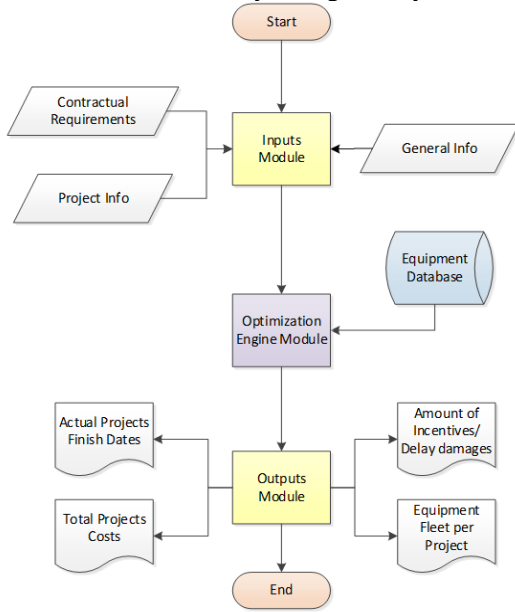 Start
Contractual
Requirements
Inputs
Module
General Info
Project Info
Equipment
Database
Optimization
Engine Module
Actual Projects
Finish Dates
Amount of
Incentives/
Delay damages
Outputs
Module
Total Projects
Costs
Equipment
Fleet per
Project
End